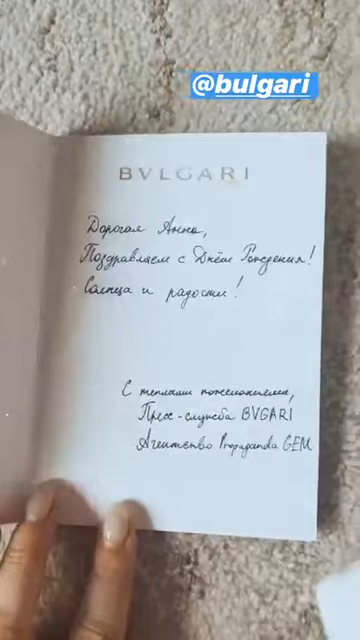 @bulgari
BVLGARI
Дорогая Анна,
Поздравляем с Днём Рождения!
Солнца и радости!
С теплыми пожеланиями,
Пресс-служба BVGARI
Агентство Propaganda GEM